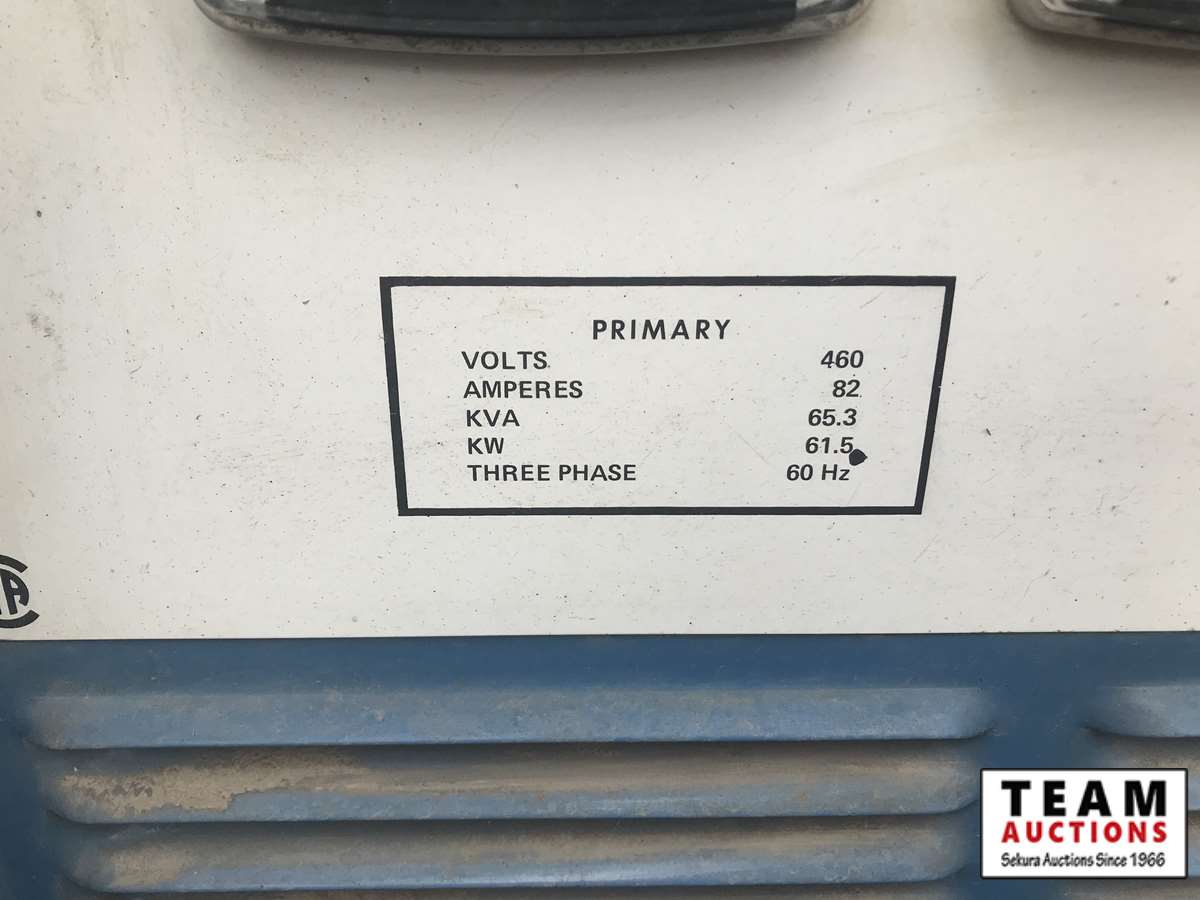 PRIMARY
VOLTS 460
AMPERES 82
KVA 65.3
KW 61.5
THREE PHASE 60 Hz
TEAM
AUCTIONS
Sekura Auctions Since 1966